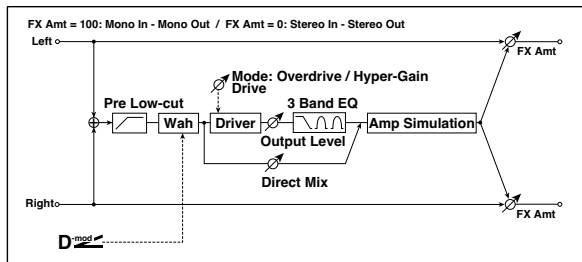 FX Amt = 100: Mono In - Mono Out / FX Amt = 0: Stereo In - Stereo Out
Left
FX Amt
Mode: Overdrive / Hyper-Gain
Drive
Pre Low-cut
3 Band EQ
Wah
Driver
Amp Simulation
Output Level
Direct Mix
Right
FX Amt
D-mod